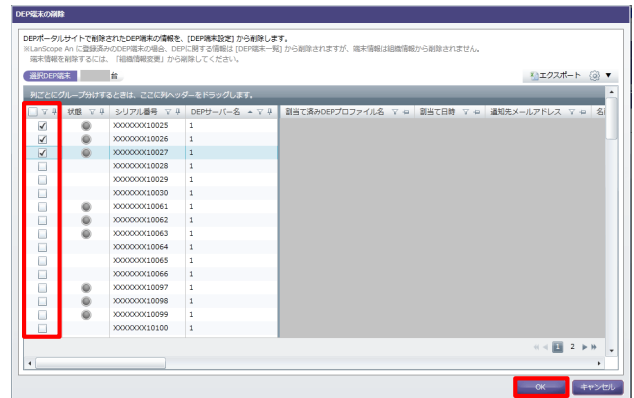 DEP端末の削除
DEPポータルサイトで削除されたDEP端末の情報を、[DEP端末設定] から削除します。
※LanScope An に登録済みのDEP端末の場合、DEPに関する情報は [DEP端末一覧] から削除されますが、端末情報は組織情報から削除されません。
端末情報を削除するには、「組織情報変更」から削除してください。
選択DEP端末 台 エクスポート
列ごとにグループ分けするときは、ここに列ヘッダーをドラッグします。
状態 シリアル番号 DEPサーバー名 割当て済みDEPプロファイル名 割当て日時 通知先メールアドレス 名
XXXXXXX10025 1
XXXXXXX10026 1
XXXXXXX10027 1
XXXXXXX10028 1
XXXXXXX10029 1
XXXXXXX10030 1
XXXXXXX10061 1
XXXXXXX10062 1
XXXXXXX10063 1
XXXXXXX10064 1
XXXXXXX10065 1
XXXXXXX10066 1
XXXXXXX10097 1
XXXXXXX10098 1
XXXXXXX10099 1
XXXXXXX10100 1
1 2
OK キャンセル